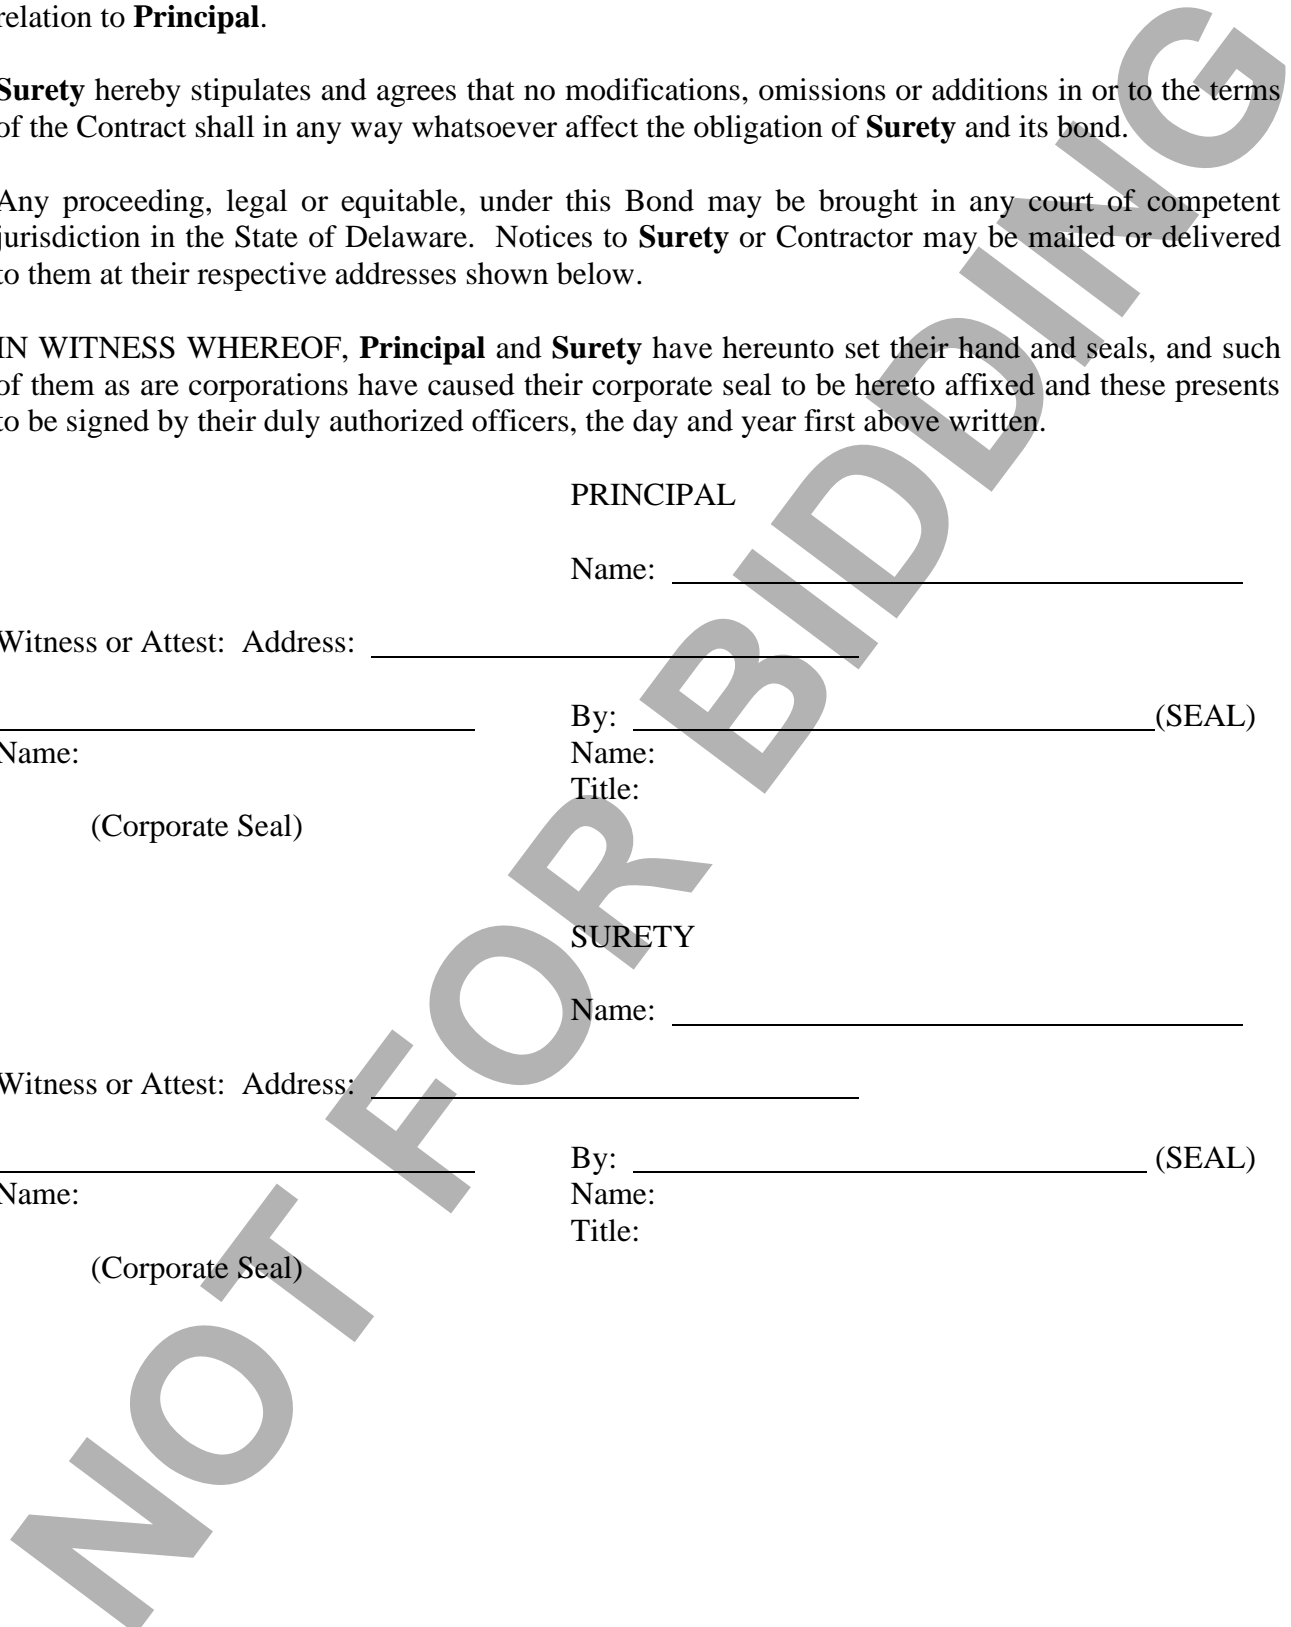 relation to Principal.
Surety hereby stipulates and agrees that no modifications, omissions or additions in or to the terms
of the Contract shall in any way whatsoever affect the obligation of Surety and its bond.
Any proceeding, legal or equitable, under this Bond may be brought in any court of competent
jurisdiction in the State of Delaware. Notices to Surety or Contractor may be mailed or delivered
to them at their respective addresses shown below.
IN WITNESS WHEREOF, Principal and Surety have hereunto set their hand and seals, and such
of them as are corporations have caused their corporate seal to be hereto affixed and these presents
to be signed by their duly authorized officers, the day and year first above written.
PRINCIPAL
Name:
Witness or Attest: Address:
By: (SEAL)
Name: Name:
Title:
(Corporate Seal)
SURETY
Name:
Witness or Attest: Address:
By: (SEAL)
Name: Name:
Title:
(Corporate Seal)
NOT FOR BIDDING